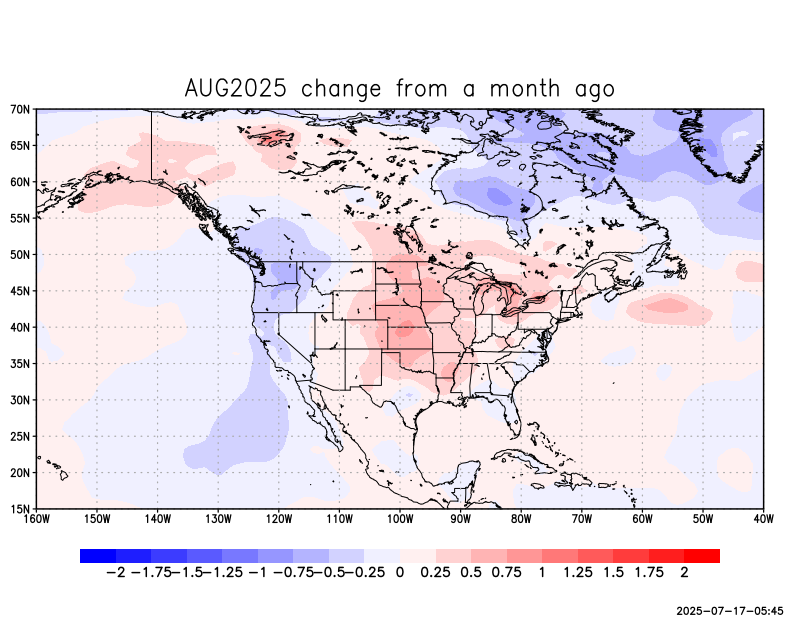 AUG2025 change from a month ago
70N
65N
60N
55N
50N
45N
40N
35N
30N
25N
20N
15N
160W 150W 140W 130W 120W 110W 100W 90W 80W 70W 60W 50W 40W
-2 -1.75 -1.5 -1.25 -1 -0.75 -0.5 -0.25 0 0.25 0.5 0.75 1 1.25 1.5 1.75 2
2025-07-17-05:45